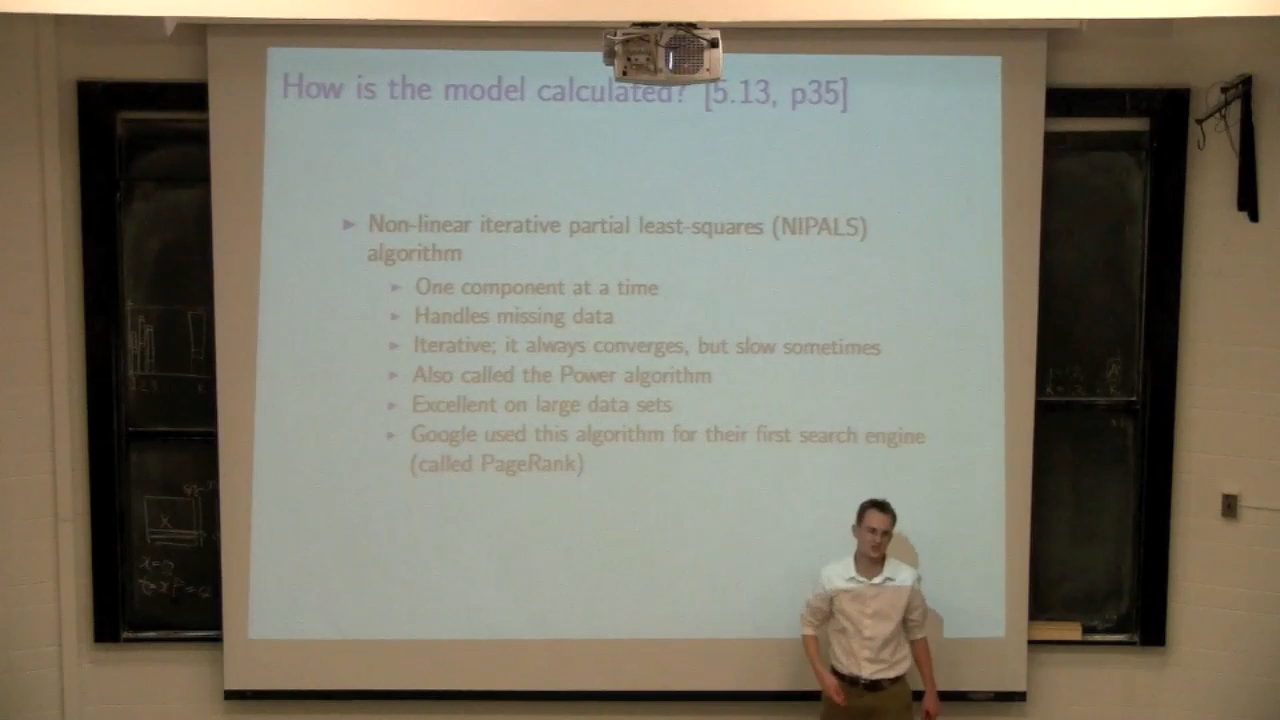 How is the model calculated? [5.13, p35]
Non-linear iterative partial least-squares (NIPALS)
algorithm
One component at a time
Handles missing data
Iterative; it always converges, but slow sometimes
Also called the Power algorithm
Excellent on large data sets
Google used this algorithm for their first search engine
(called PageRank)
X